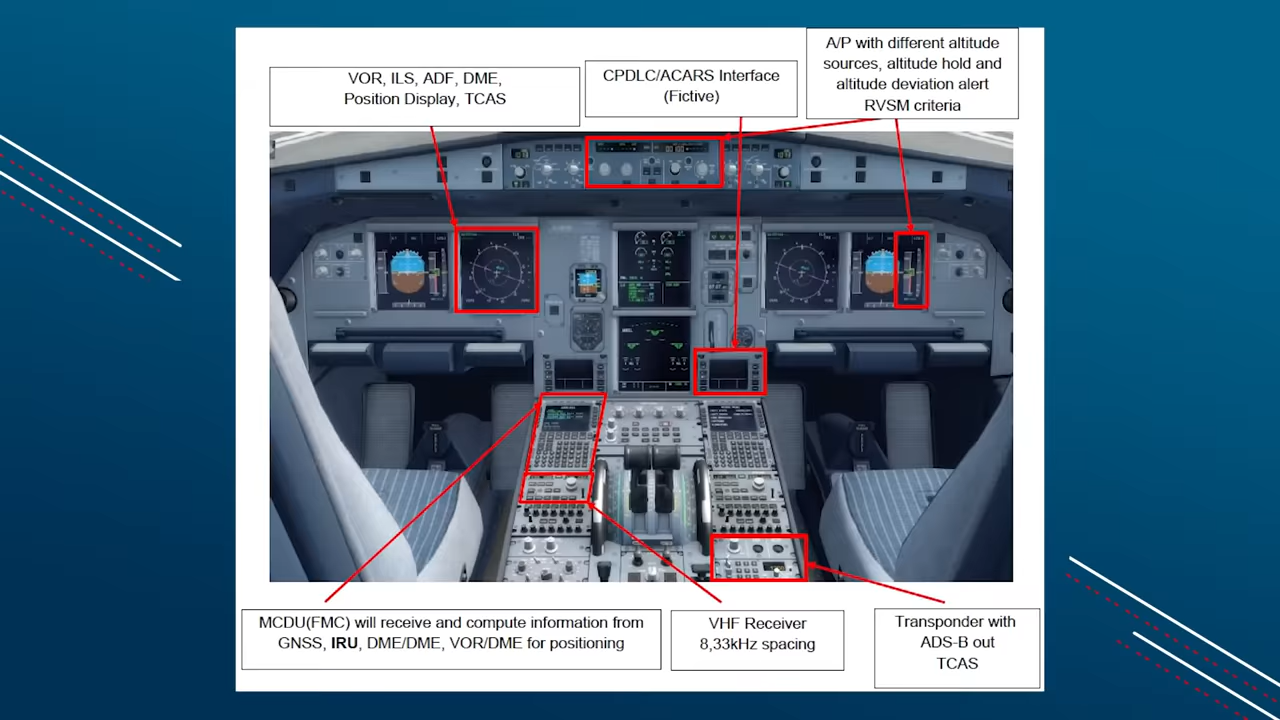 VOR, ILS, ADF, DME,
Position Display, TCAS
CPDLC/ACARS Interface
(Fictive)
A/P with different altitude
sources, altitude hold and
altitude deviation alert
RVSM criteria
MCDU(FMC) will receive and compute information from
GNSS, IRU, DME/DME, VOR/DME for positioning
VHF Receiver
8,33kHz spacing
Transponder with
ADS-B out
TCAS